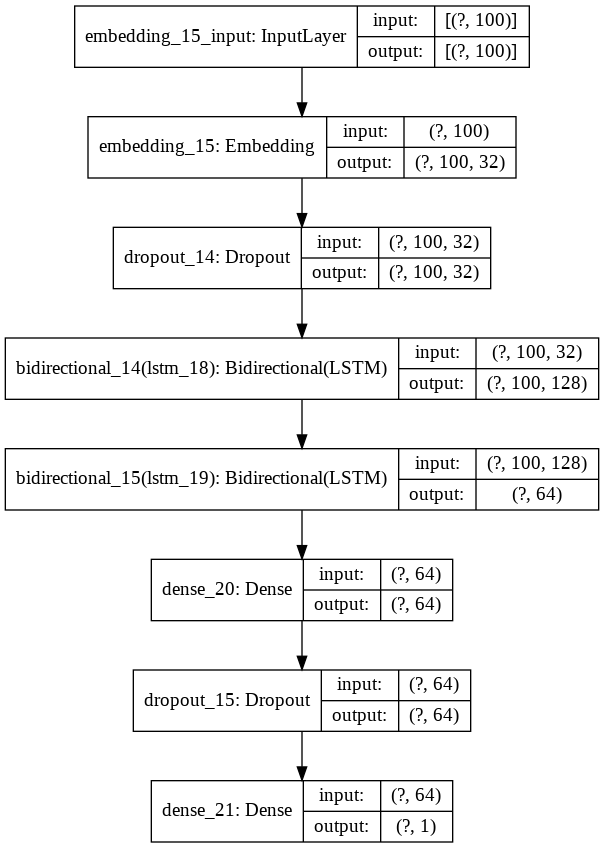 embedding_15_input: InputLayer
input:
[(?, 100)]
output:
[(?, 100)]
embedding_15: Embedding
input:
(?, 100)
output:
(?, 100, 32)
dropout_14: Dropout
input:
(?, 100, 32)
output:
(?, 100, 32)
bidirectional_14(lstm_18): Bidirectional(LSTM)
input:
(?, 100, 32)
output:
(?, 100, 128)
bidirectional_15(lstm_19): Bidirectional(LSTM)
input:
(?, 100, 128)
output:
(?, 64)
dense_20: Dense
input:
(?, 64)
output:
(?, 64)
dropout_15: Dropout
input:
(?, 64)
output:
(?, 64)
dense_21: Dense
input:
(?, 64)
output:
(?, 1)